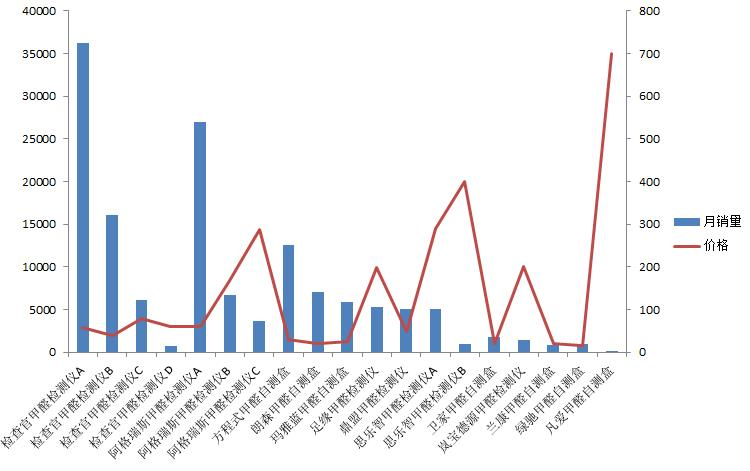 40000
35000
30000
25000
20000
15000
10000
5000
0
800
700
600
500
400
300
200
100
0
月销量
价格
检查官甲醛检测仪A
检查官甲醛检测仪B
检查官甲醛检测仪C
检查官甲醛检测仪D
阿格瑞斯甲醛检测仪A
阿格瑞斯甲醛检测仪B
阿格瑞斯甲醛检测仪C
方程式甲醛自测盒
朗森甲醛自测盒
玛雅蓝甲醛自测盒
足缘甲醛检测仪
鼎盟甲醛检测仪
思乐智甲醛检测仪A
思乐智甲醛检测仪B
卫家甲醛自测盒
岚宝德源甲醛检测仪
兰康甲醛自测盒
绿驰甲醛自测盒
凡爱甲醛自测盒